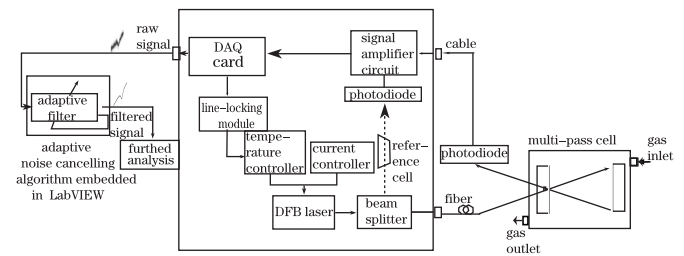 raw
signal
DAQ
card
signal
amplifier
circuit
cable
photodiode
adaptive
filter
filtered
signal
line-locking
module
furthed
analysis
adaptive
noise cancelling
algorithm embedded
in LabVIEW
tempe-
rature
controller
current
controller
refer-
ence
cell
photodiode
multi-pass cell
gas
inlet
DFB laser
beam
splitter
fiber
gas
outlet